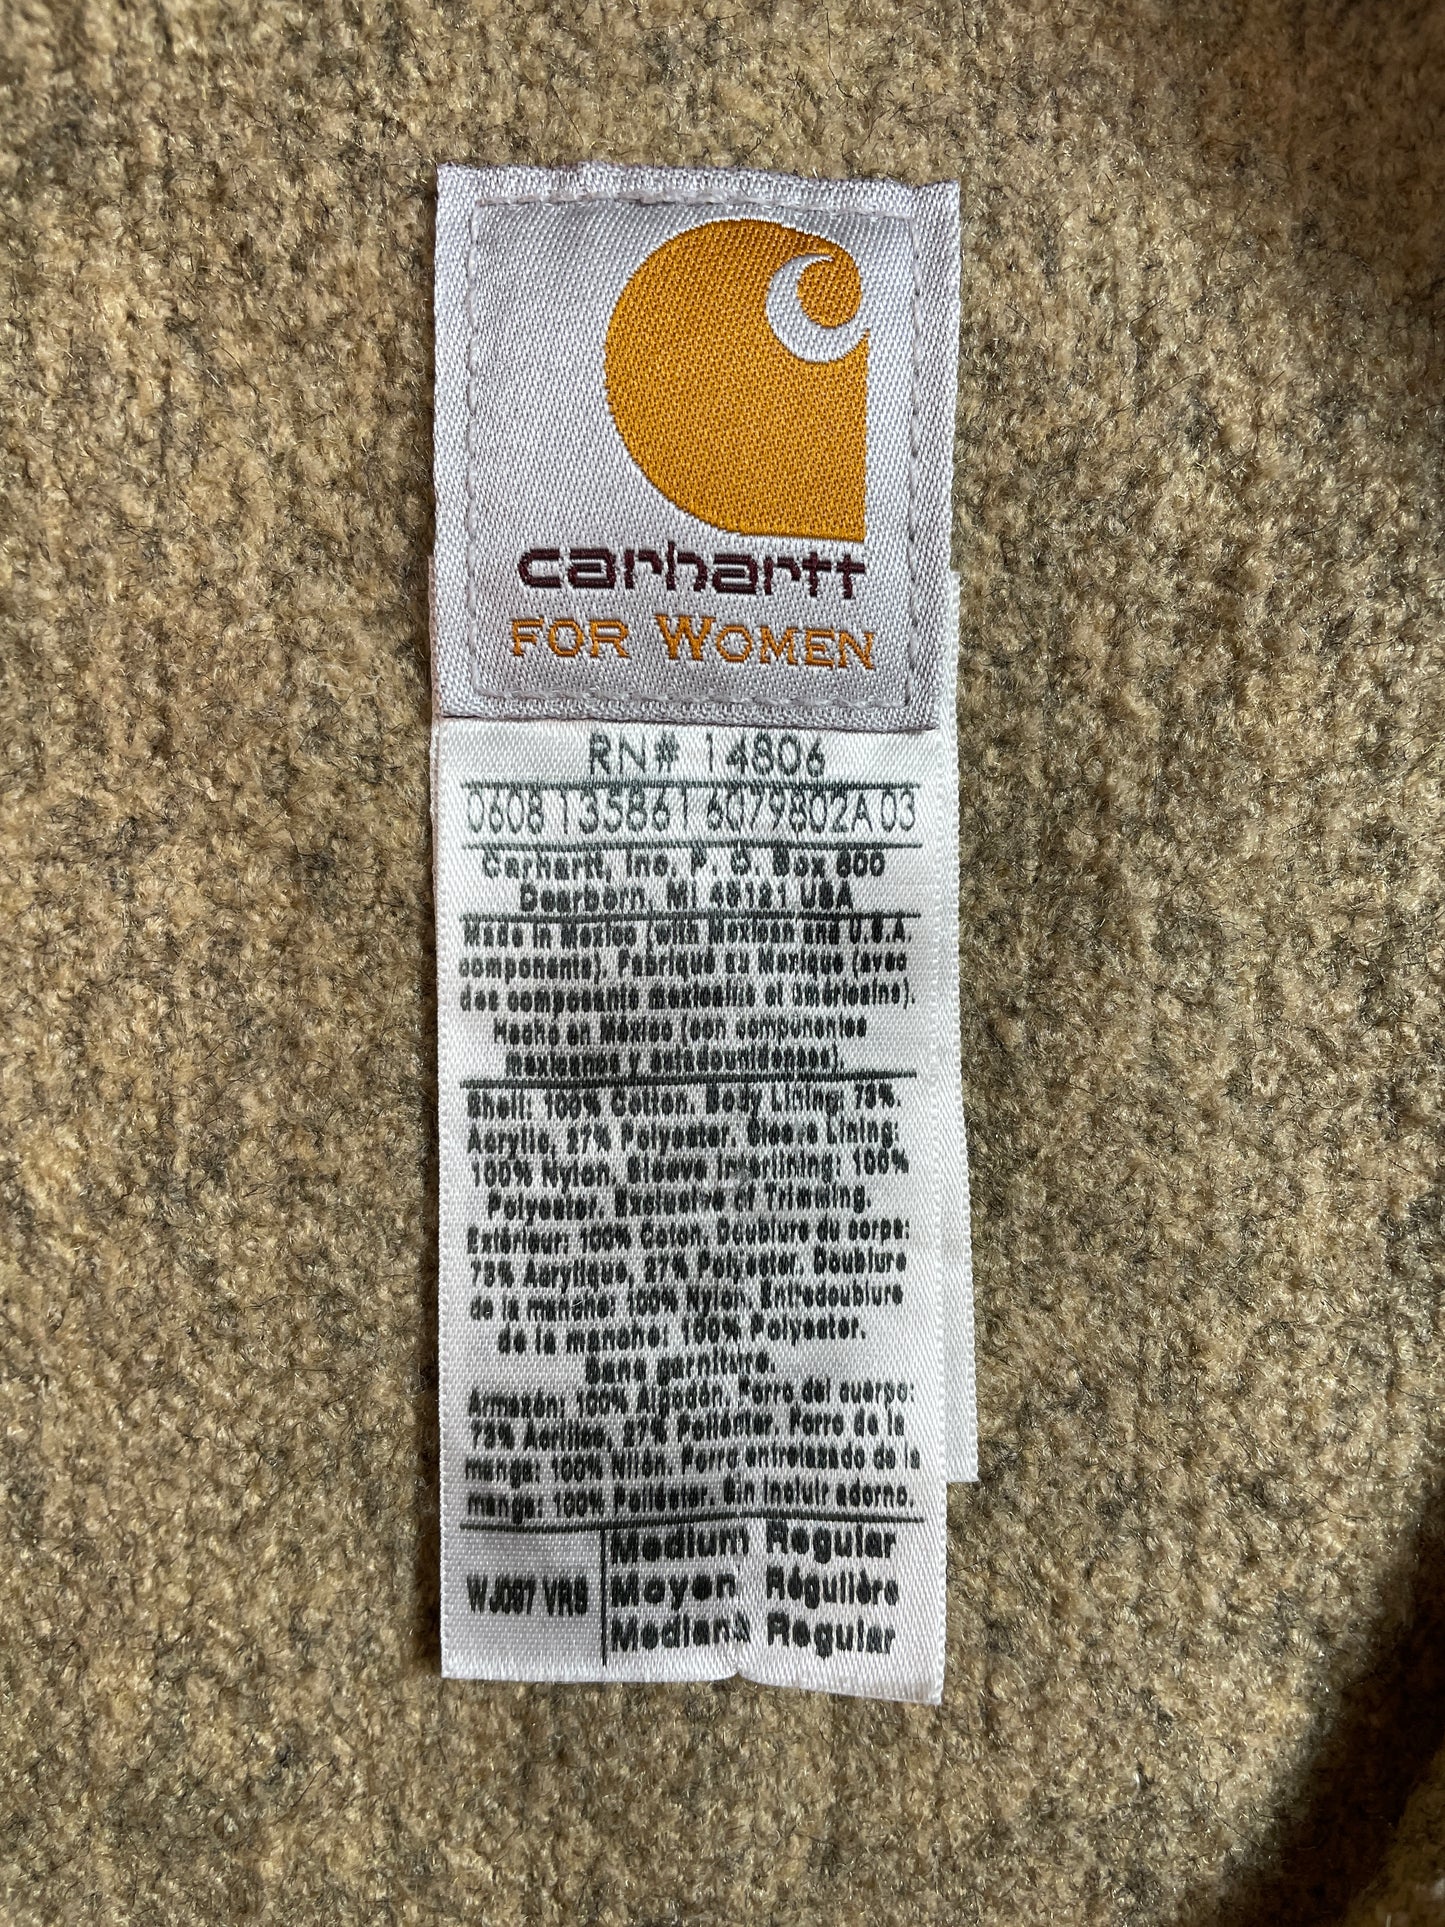 carhartt
FOR WOMEN
RN# 14806
0608 135861 6079802A 03
Carhartt, Inc. P. O. Box 600
Dearborn, MI 48121 USA
Made in Mexico (with Mexican and U.S.A.
components). Fabriqué au Mexique (avec
des composants mexicains et américains).
Hecho en México (con componentes
mexicanos y estadounidenses).
Shell: 100% Cotton. Body Lining: 73%
Acrylic, 27% Polyester. Sleeve Lining:
100% Nylon. Sleeve Interlining: 100%
Polyester. Exclusive of Trimming.
Extérieur: 100% Coton. Doublure du corps:
73% Acrylique, 27% Polyester. Doublure
de la manche: 100% Nylon. Entredoublure
de la manche: 100% Polyester.
Sans garniture.
Armazón: 100% Algodón. Forro del cuerpo:
73% Acrílico, 27% Poliéster. Forro de la
manga: 100% Nilón. Forro entrelazado de la
manga: 100% Poliéster. Sin incluir adorno.
WJ097 VRS
Medium Regular
Moyen Régulière
Mediana Regular